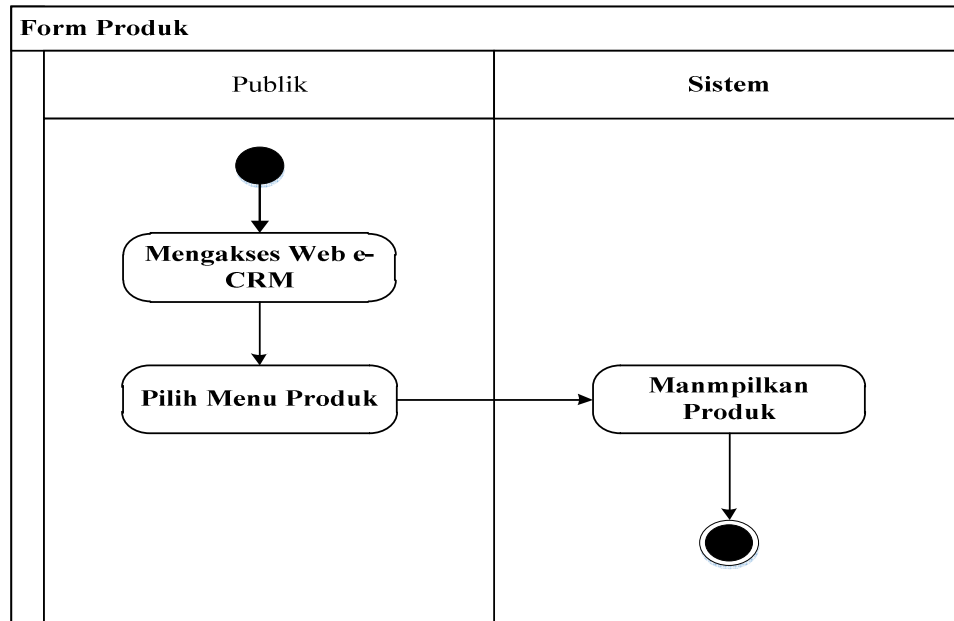 Form Produk
Publik
Sistem
Mengakses Web e-
CRM
Pilih Menu Produk
Manmpilkan
Produk